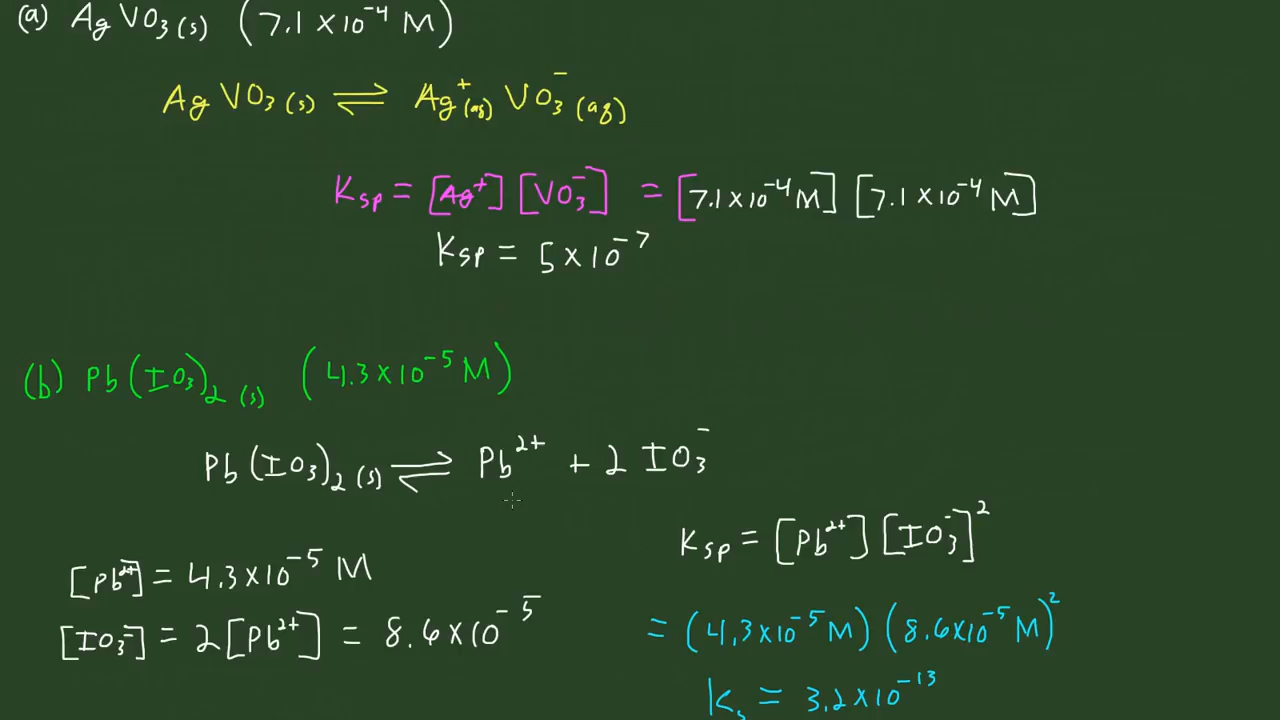 (a) AgVO₃(s) (7.1 × 10⁻⁴ M)
AgVO₃(s) ⇌ Ag⁺(aq) VO₃⁻(aq)
Ksp = [Ag⁺] [VO₃⁻] = [7.1×10⁻⁴ M] [7.1×10⁻⁴ M]
Ksp = 5×10⁻⁷
(b) Pb(IO₃)₂(s) (4.3×10⁻⁵ M)
Pb(IO₃)₂(s) ⇌ Pb²⁺ + 2 IO₃⁻
Ksp = [Pb²⁺] [IO₃⁻]²
[Pb²⁺] = 4.3×10⁻⁵ M
[IO₃⁻] = 2[Pb²⁺] = 8.6×10⁻⁵
= (4.3×10⁻⁵ M) (8.6×10⁻⁵ M)²
Ks = 3.2×10⁻¹³